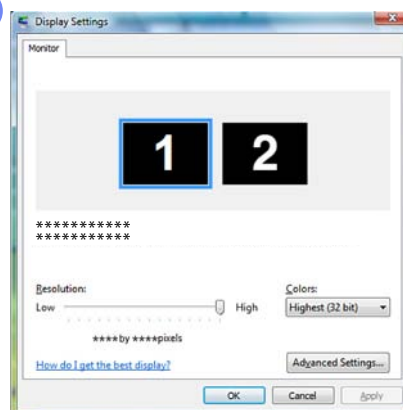 Display Settings
Monitor
1 2
***********
***********
Resolution:
Colors:
Low High Highest (32 bit)
**** by ****pixels
How do I get the best display? Advanced Settings...
OK Cancel Apply